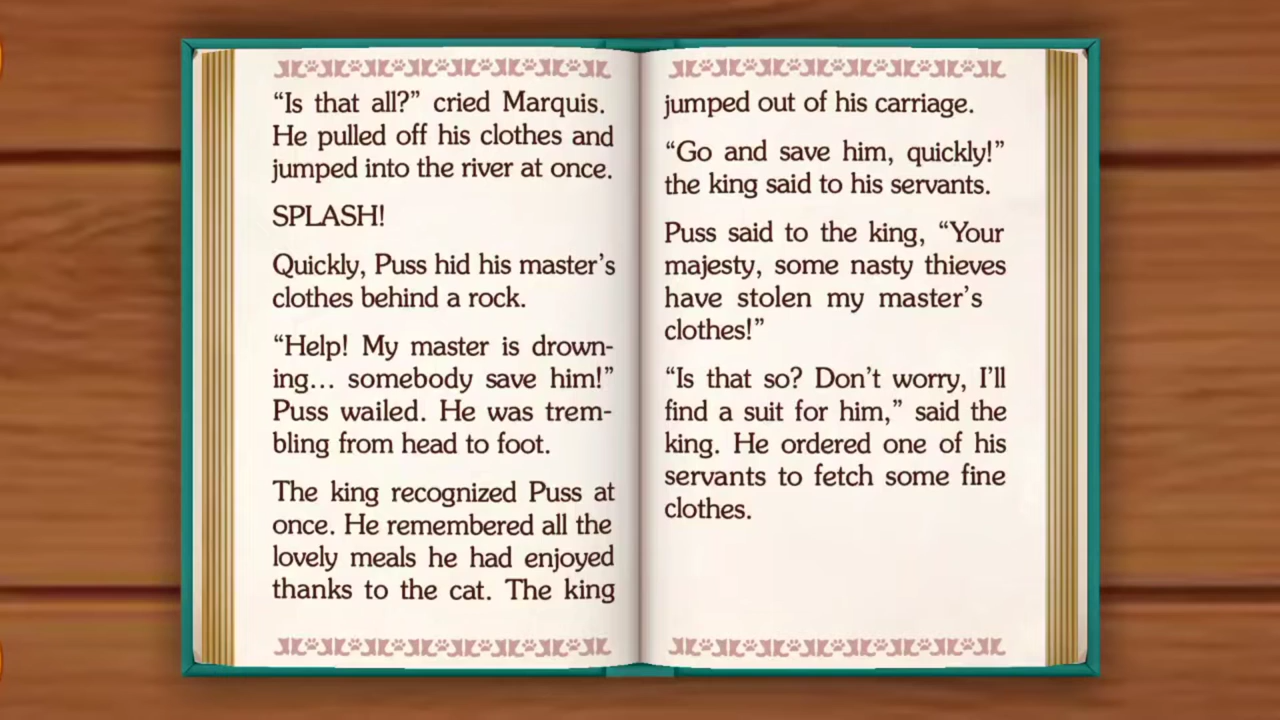 “Is that all?” cried Marquis.
He pulled off his clothes and
jumped into the river at once.
SPLASH!
Quickly, Puss hid his master’s
clothes behind a rock.
“Help! My master is drown-
ing… somebody save him!”
Puss wailed. He was trem-
bling from head to foot.
The king recognized Puss at
once. He remembered all the
lovely meals he had enjoyed
thanks to the cat. The king
jumped out of his carriage.
“Go and save him, quickly!”
the king said to his servants.
Puss said to the king, “Your
majesty, some nasty thieves
have stolen my master’s
clothes!”
“Is that so? Don’t worry, I’ll
find a suit for him,” said the
king. He ordered one of his
servants to fetch some fine
clothes.